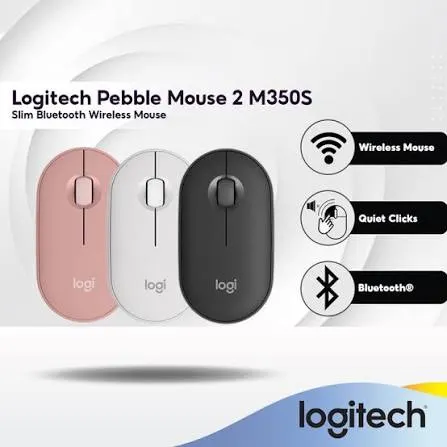 Logitech Pebble Mouse 2 M350S
Slim Bluetooth Wireless Mouse
Wireless Mouse
Quiet Clicks
Bluetooth®
logi
logi
logi
logitech®